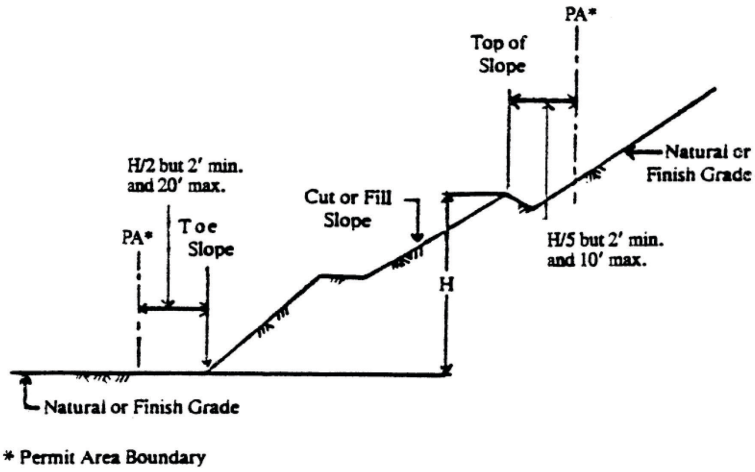 PA*
Top of
Slope
Natural or
Finish Grade
H/2 but 2' min.
and 20' max.
Cut or Fill
Slope
PA*
Toe
Slope
H/5 but 2' min.
and 10' max.
H
Natural or Finish Grade
* Permit Area Boundary